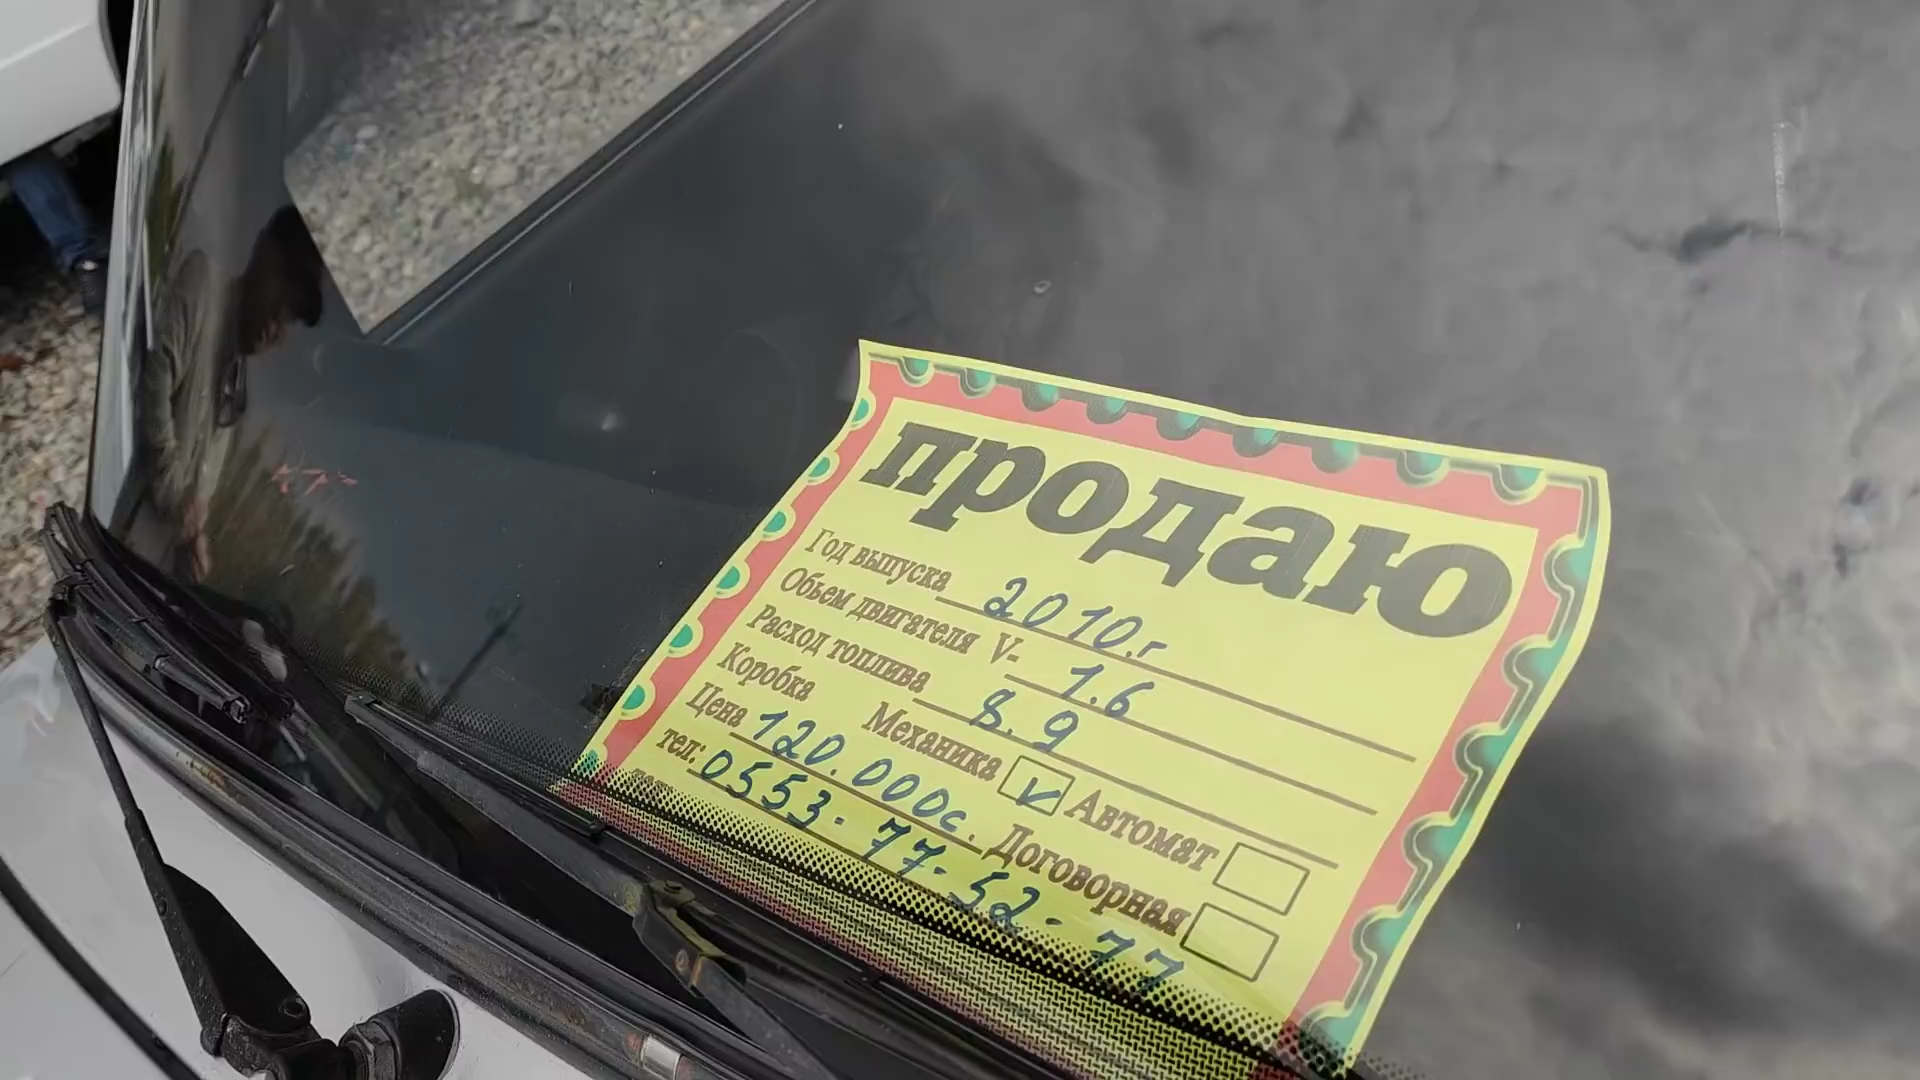 продаю
Год выпуска 2010.г
Объем двигателя V- 1.6
Расход топлива 8.9
Коробка Механика V Автомат
Цена 120.000с. Договорная
тел: 0553-77-52-77